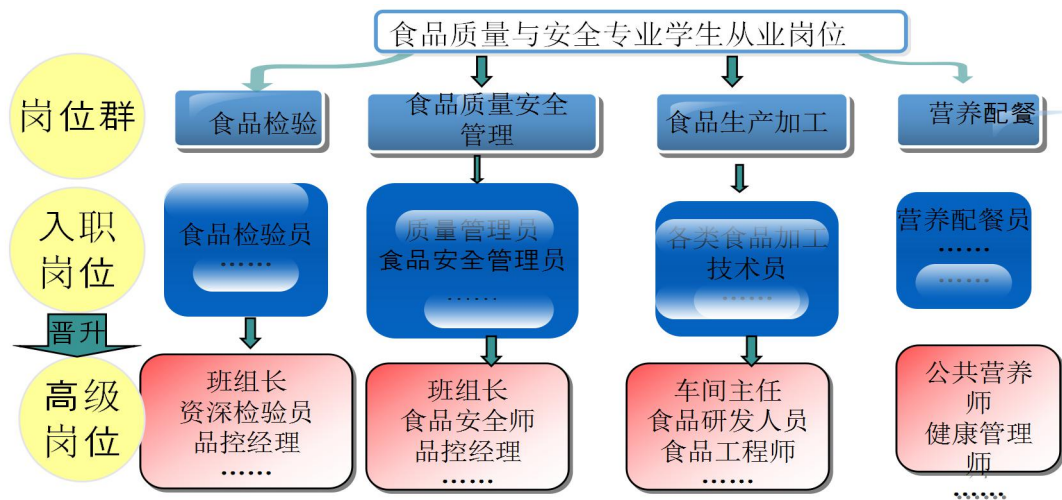 食品质量与安全专业学生从业岗位
岗位群
食品检验
食品质量安全
管理
食品生产加工
营养配餐
入职
岗位
食品检验员
……
质量管理员
食品安全管理员
……
各类食品加工
技术员
……
营养配餐员
……
……
晋升
高级
岗位
班组长
资深检验员
品控经理
……
班组长
食品安全师
品控经理
……
车间主任
食品研发人员
食品工程师
……
公共营养
师
健康管理
师
……